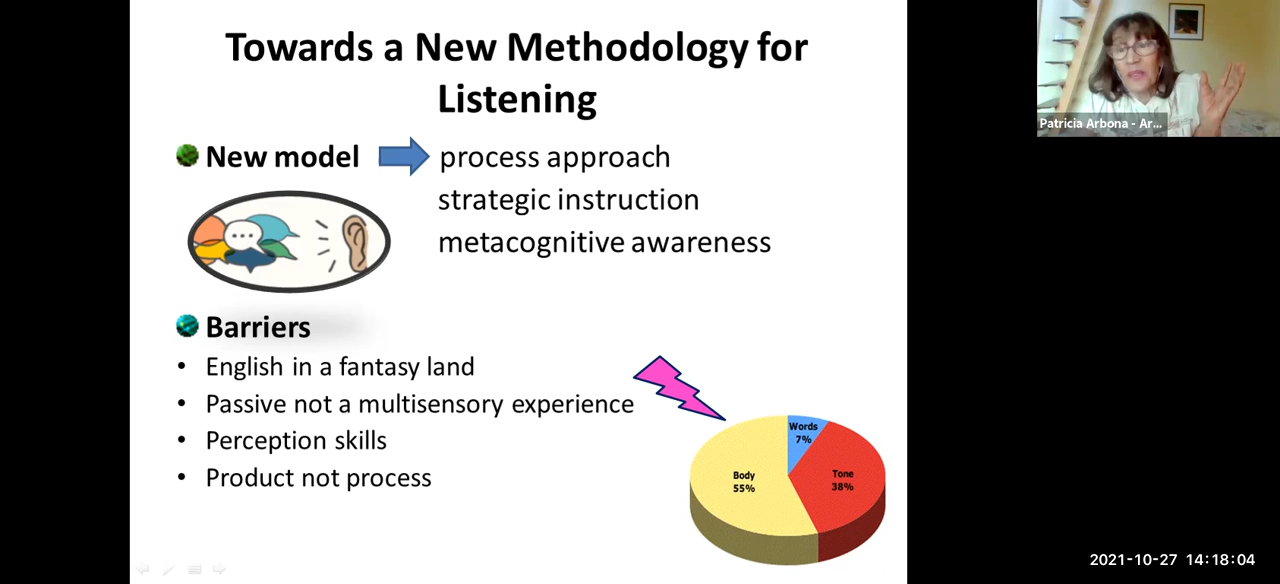 Towards a New Methodology for
Listening
New model
process approach
strategic instruction
metacognitive awareness
Barriers
• English in a fantasy land
• Passive not a multisensory experience
• Perception skills
• Product not process
Words
7%
Body
55%
Tone
38%
Patricia Arbona - Ar...
2021-10-27 14:18:04